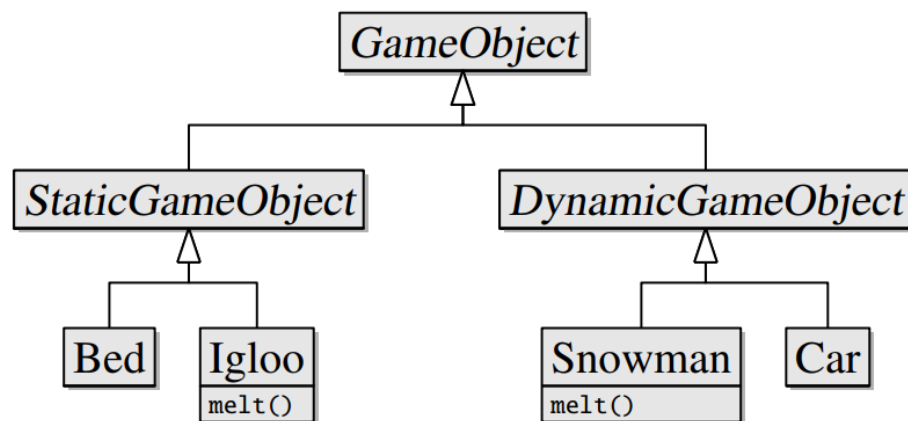 GameObject
StaticGameObject
DynamicGameObject
Bed
Igloo
melt()
Snowman
melt()
Car